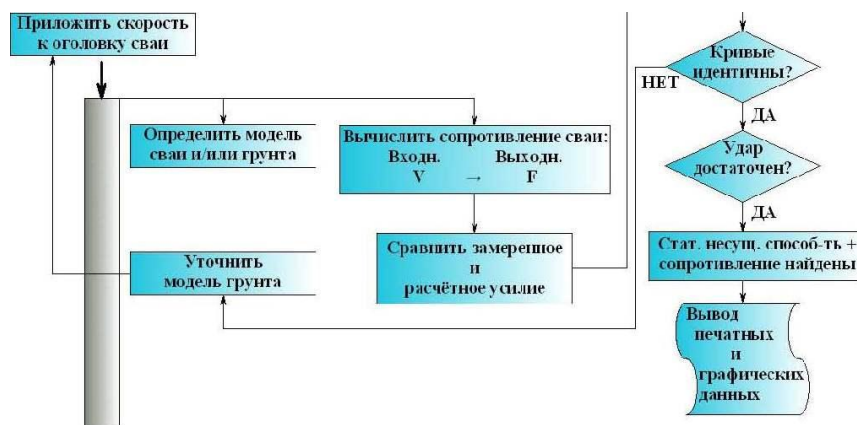 Приложить скорость
к оголовку сваи
Определить модель
сваи и/или грунта
Вычислить сопротивление сваи:
Входн. Выходн.
V → F
Уточнить
модель грунта
Сравнить замеренное
и
расчётное усилие
Кривые
идентичны?
НЕТ
ДА
Удар
достаточен?
ДА
Стат. несущ. способ-ть +
сопротивление найдены
Вывод
печатных
и
графических
данных